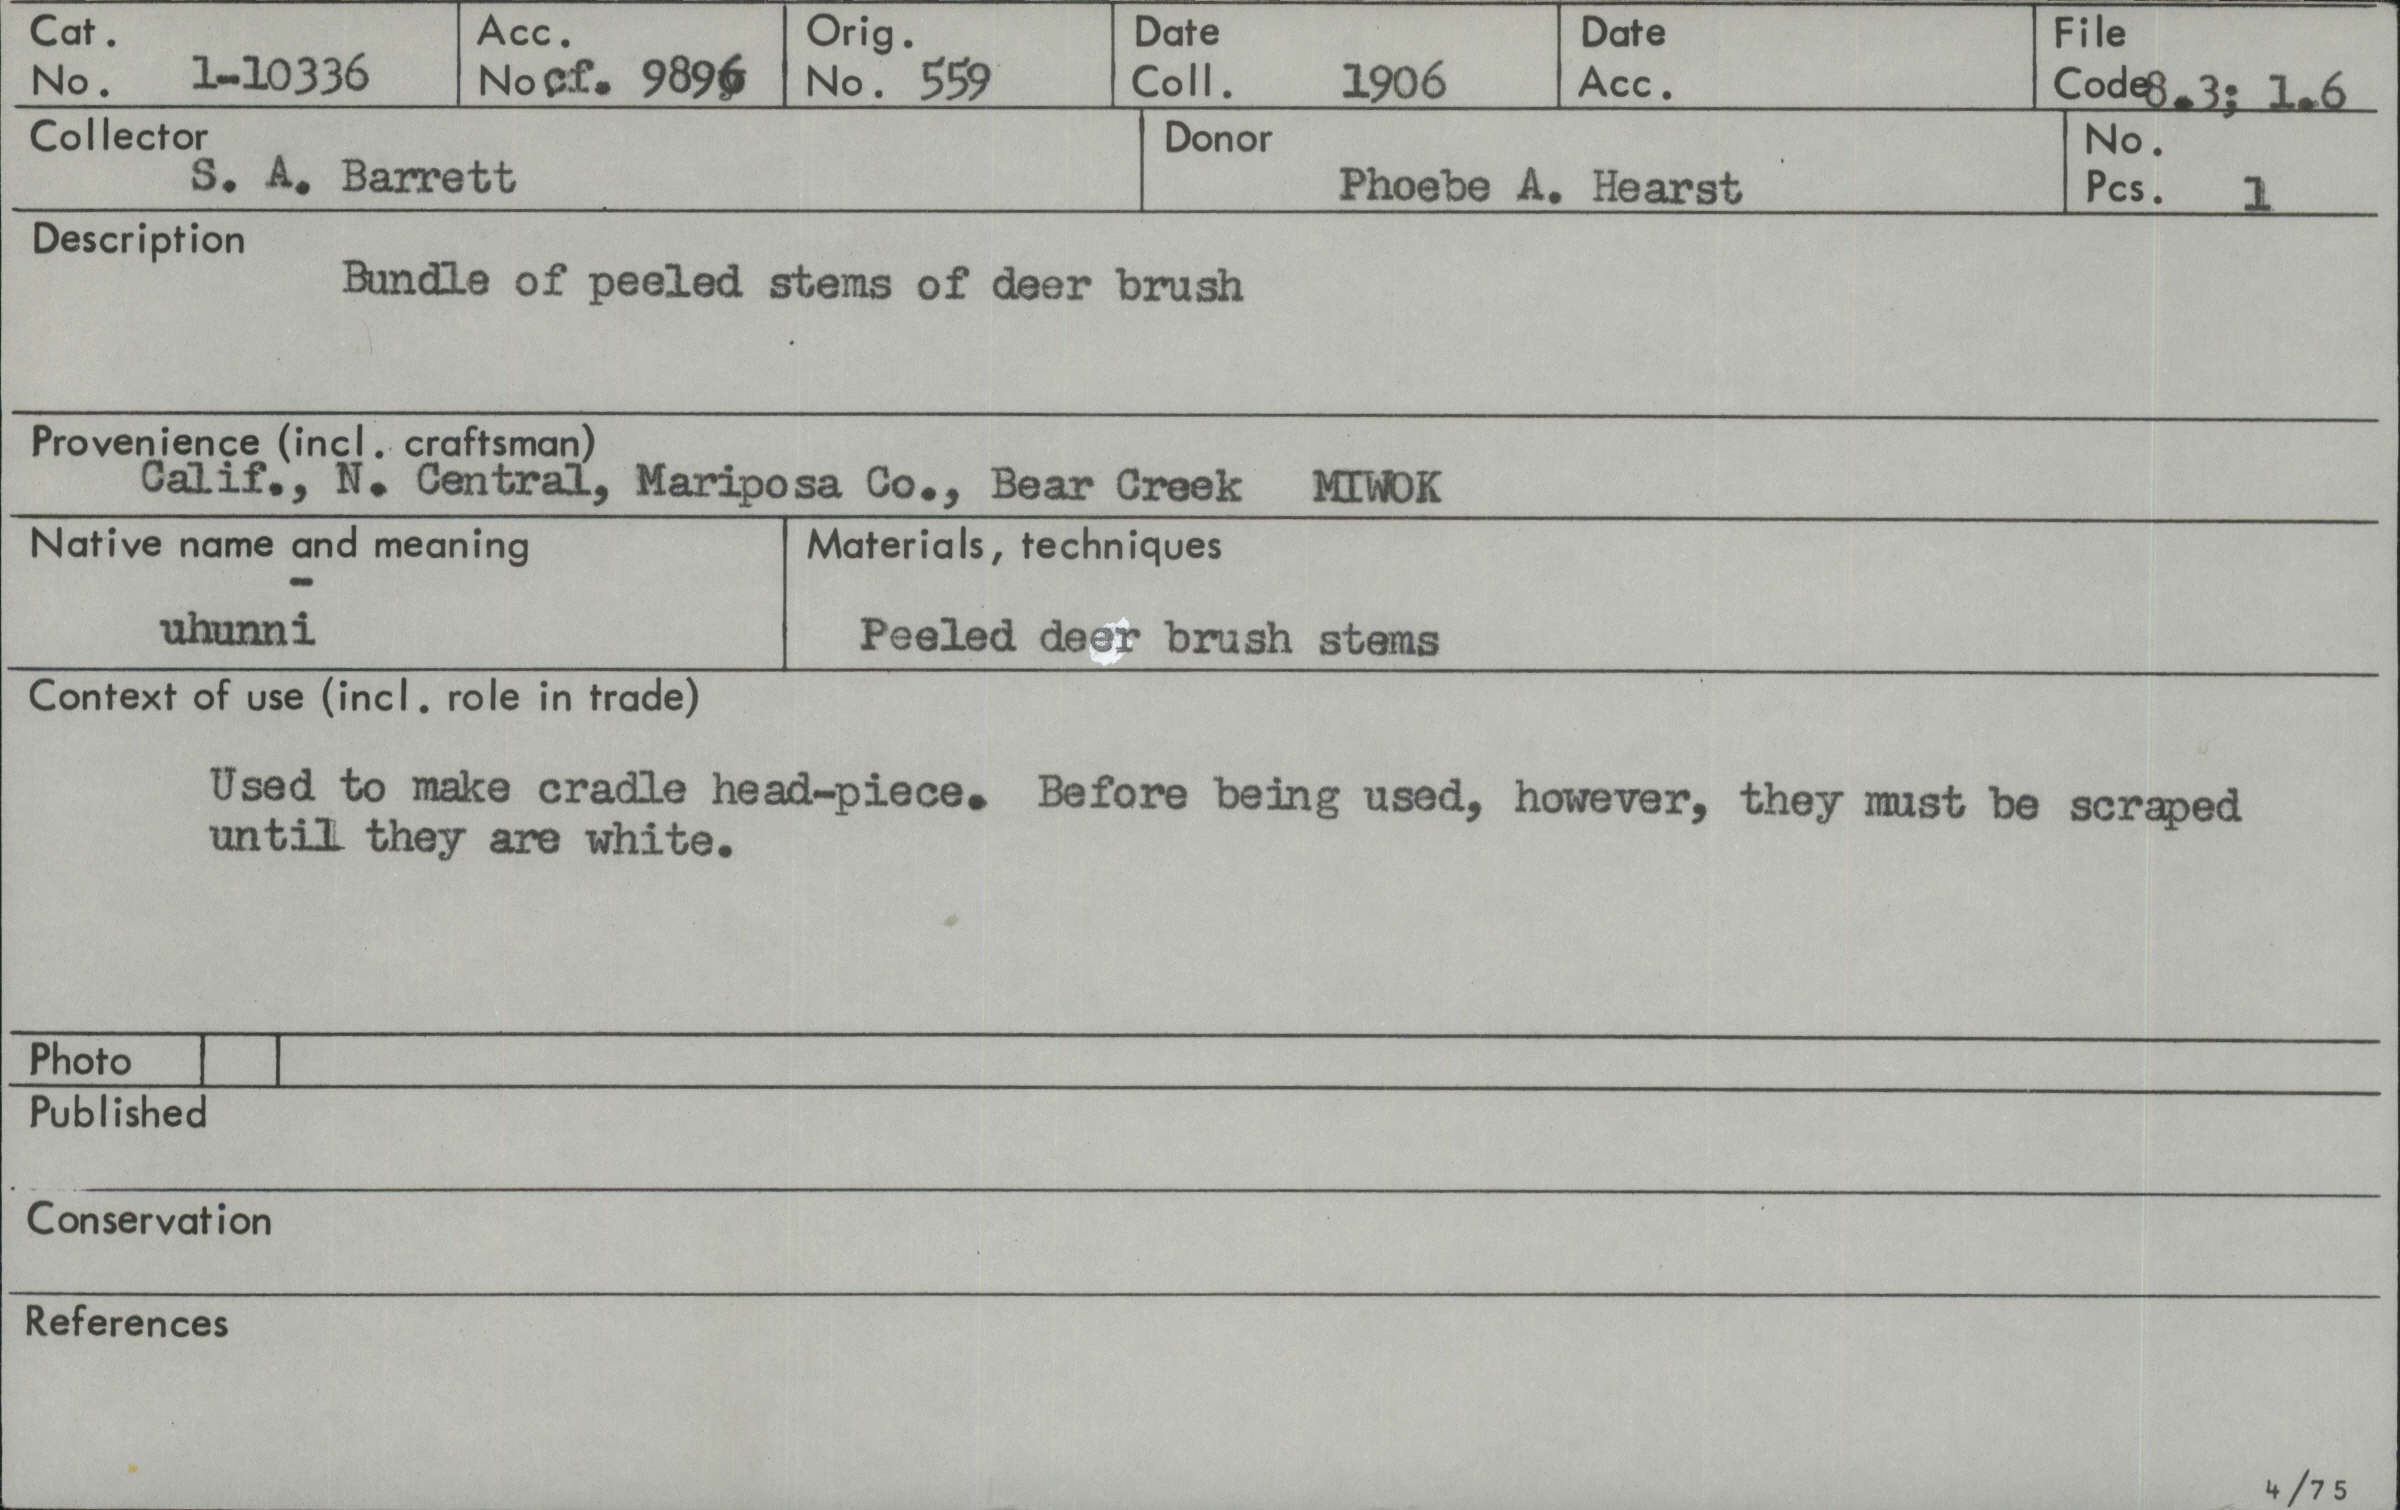 Cat. No. 1-10336
Acc. No. cf. 9896
Orig. No. 559
Date Coll. 1906
Date Acc.
File Code 8.3; 1.6
Collector
S. A. Barrett
Donor
Phoebe A. Hearst
No. Pcs. 1
Description
Bundle of peeled stems of deer brush
Provenience (incl. craftsman)
Calif., N. Central, Mariposa Co., Bear Creek MIWOK
Native name and meaning
uhunnī
Materials, techniques
Peeled deer brush stems
Context of use (incl. role in trade)
Used to make cradle head-piece. Before being used, however, they must be scraped
until they are white.
Photo
Published
Conservation
References
4/75